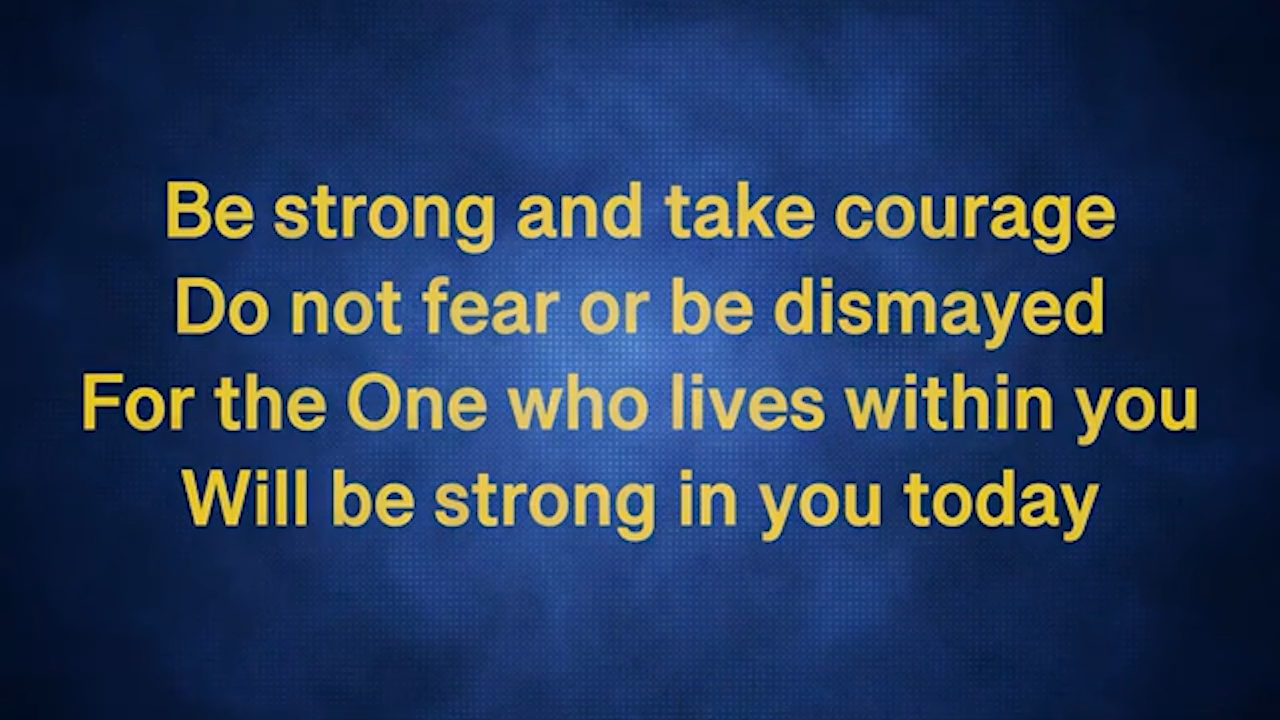 Be strong and take courage
Do not fear or be dismayed
For the One who lives within you
Will be strong in you today